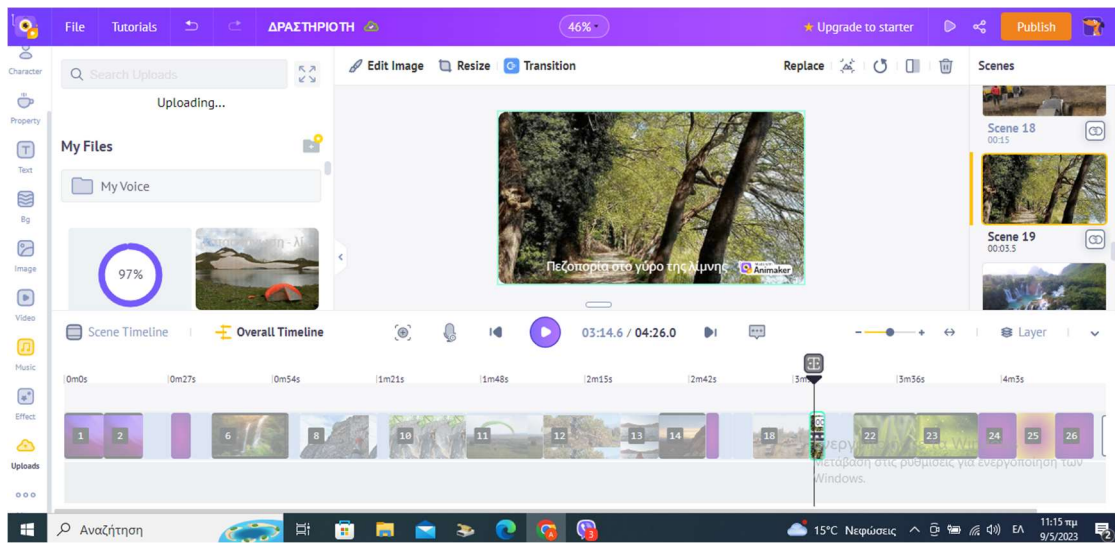 File Tutorials ΔΡΑΣΤΗΡΙΟΤΗ 46% Upgrade to starter Publish
Character
Property
Text
Bg
Image
Video
Music
Effect
Uploads
Search Uploads
Uploading...
My Files
My Voice
97%
Edit Image Resize Transition Replace
Πεζοπορία στο γύρο της λίμνης
Animaker
Scenes
Scene 18
00:15
Scene 19
00:03.5
Scene Timeline Overall Timeline 03:14.6 / 04:26.0 Layer
0m0s 0m27s 0m54s 1m21s 1m48s 2m15s 2m42s 3m36s 4m3s
1 2 6 8 10 11 12 13 14 18 22 23 24 25 26
Μετάβαση στις ρυθμίσεις για ενεργοποίηση των
Windows.
Αναζήτηση 15°C Νεφώσεις ΕΛ 11:15 πμ
9/5/2023